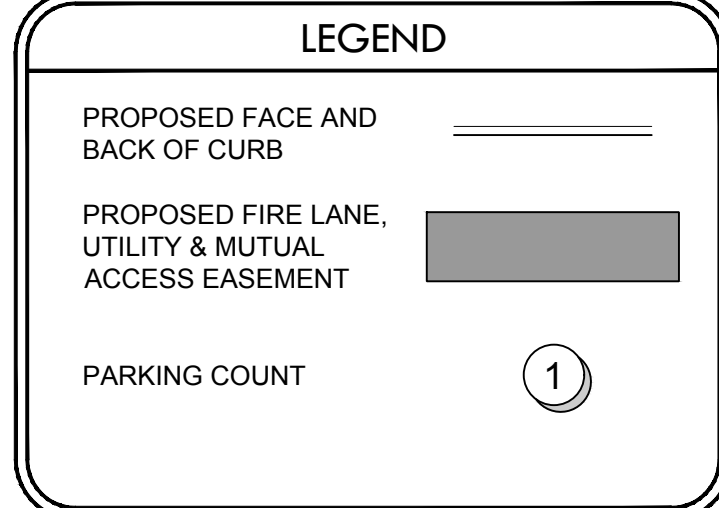 LEGEND
PROPOSED FACE AND
BACK OF CURB
PROPOSED FIRE LANE,
UTILITY & MUTUAL
ACCESS EASEMENT
PARKING COUNT
1